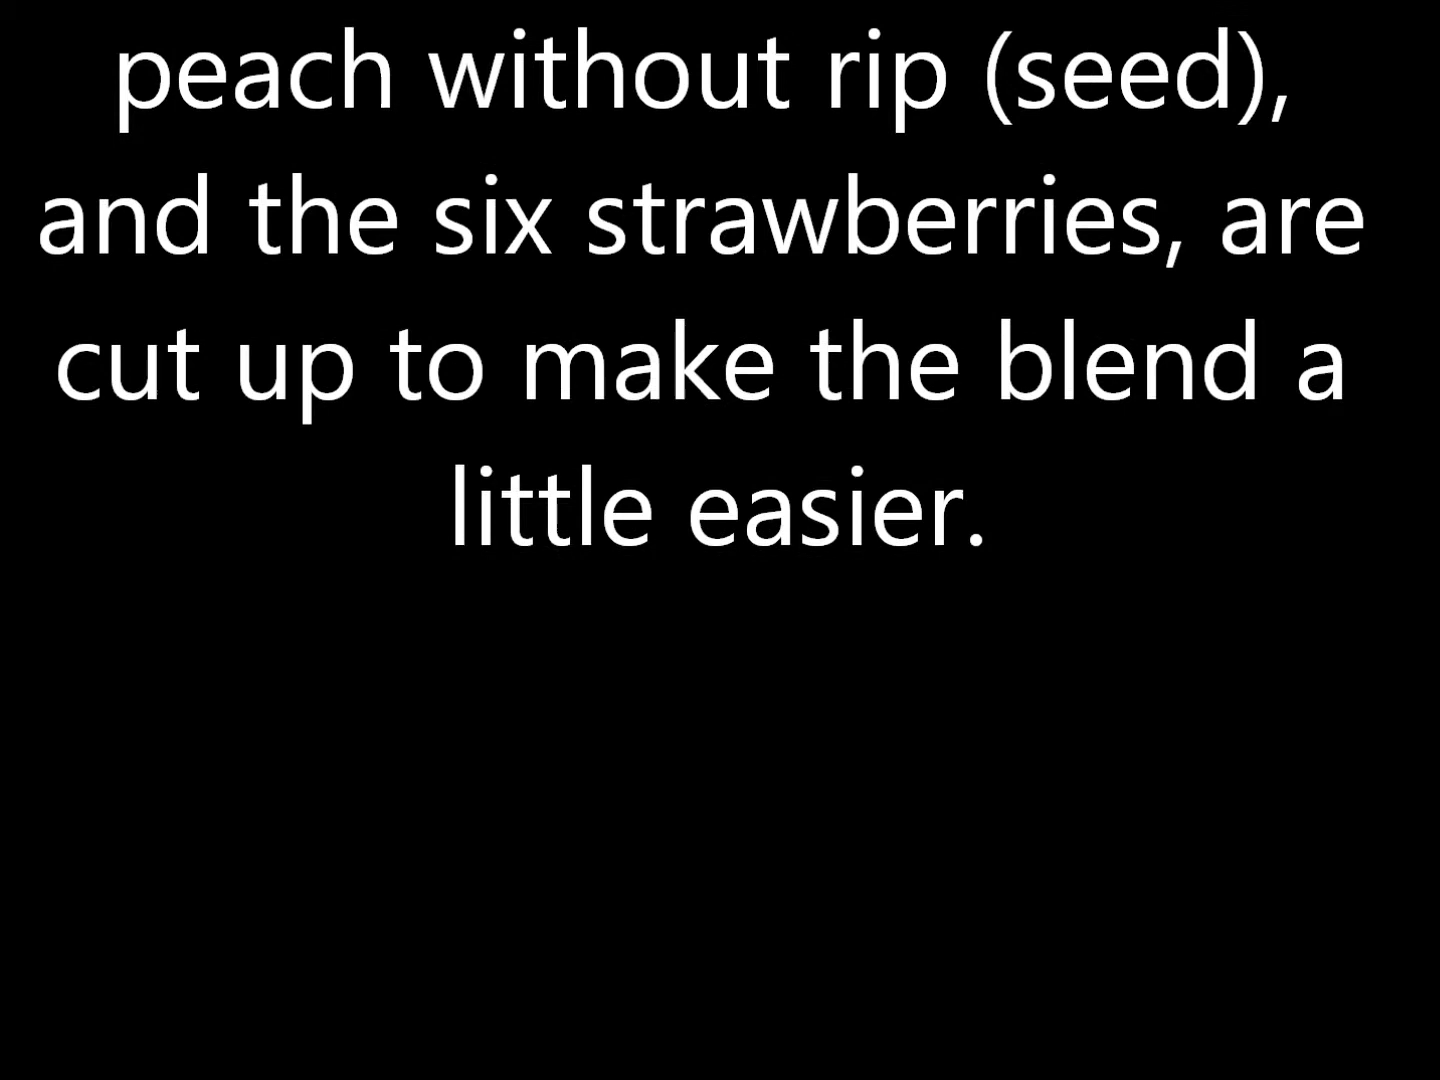 peach without rip (seed),
and the six strawberries, are
cut up to make the blend a
little easier.